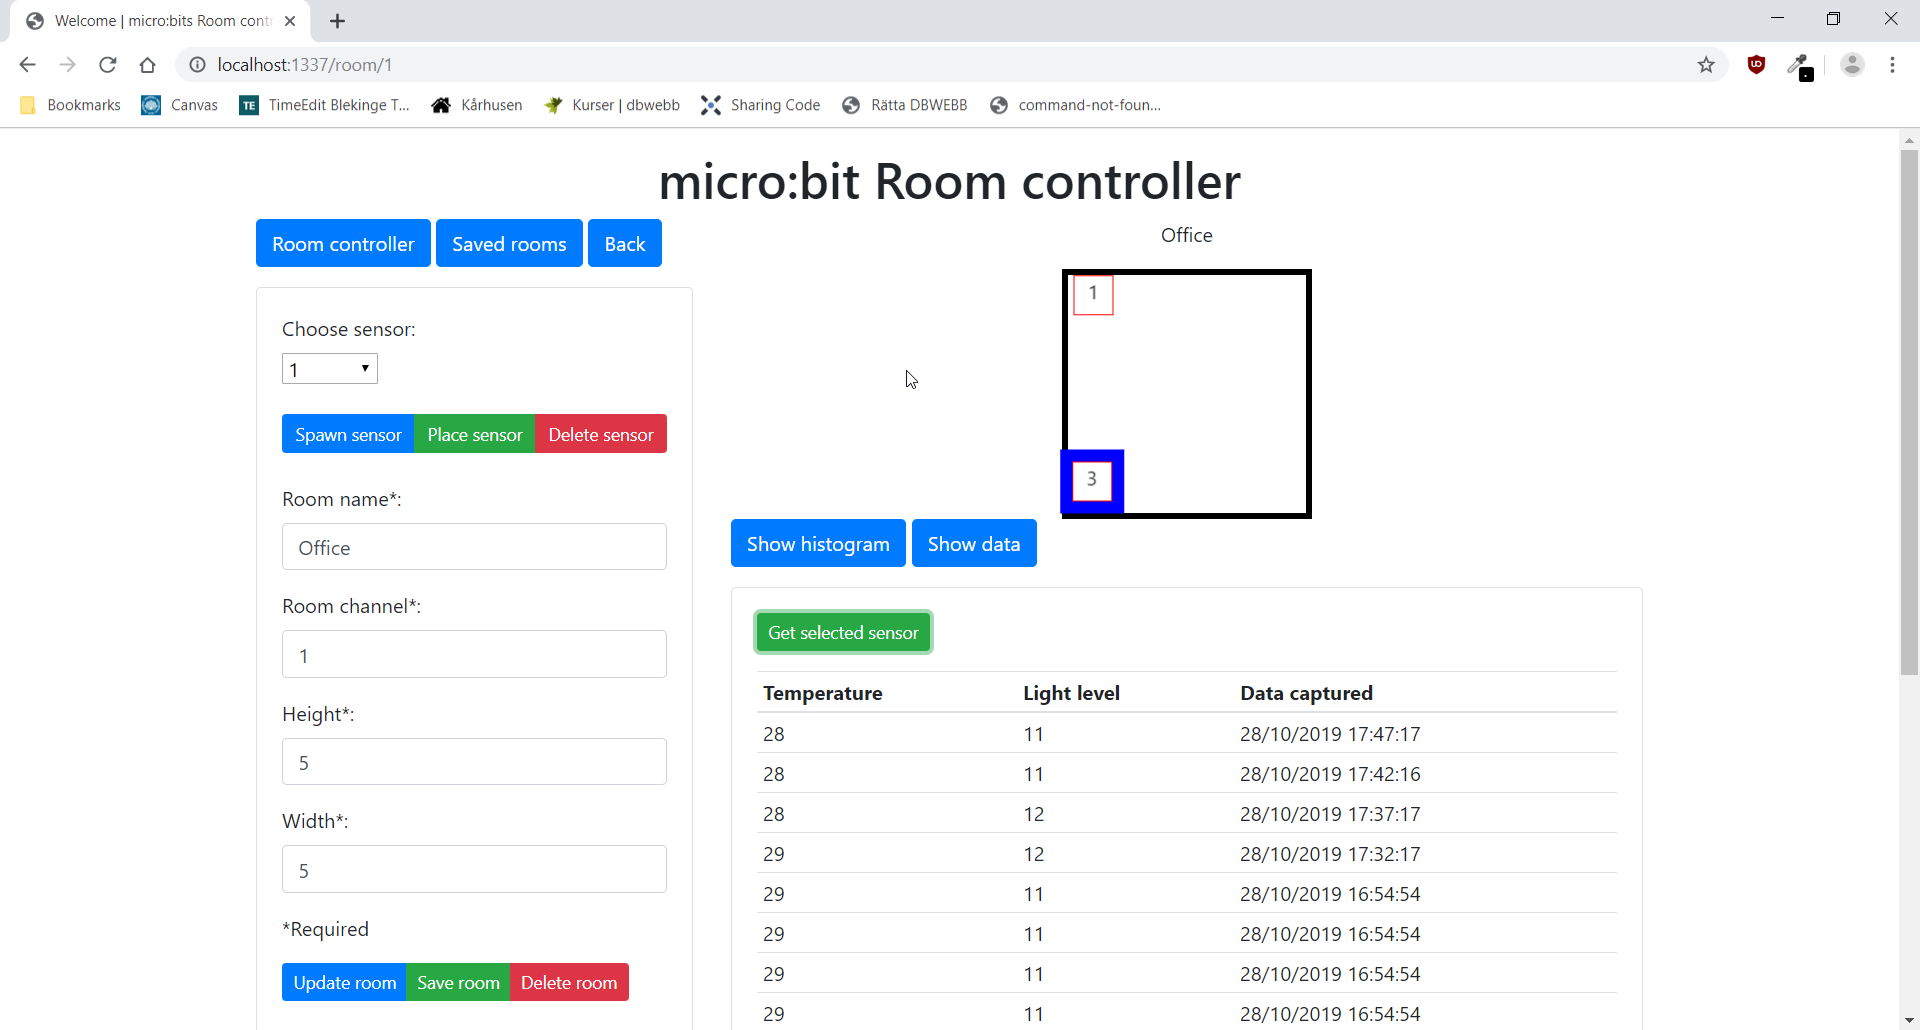 Welcome | micro:bits Room cont
localhost:1337/room/1
Bookmarks Canvas TimeEdit Blekinge T... Kårhusen Kurser | dbwebb Sharing Code Rätta DBWEBB command-not-foun...
micro:bit Room controller
Room controller Saved rooms Back
Office
1
Choose sensor:
1
Spawn sensor Place sensor Delete sensor
3
Room name*:
Office
Room channel*:
1
Height*:
5
Width*:
5
*Required
Update room Save room Delete room
Show histogram Show data
Get selected sensor
Temperature Light level Data captured
28 11 28/10/2019 17:47:17
28 11 28/10/2019 17:42:16
28 12 28/10/2019 17:37:17
29 12 28/10/2019 17:32:17
29 11 28/10/2019 16:54:54
29 11 28/10/2019 16:54:54
29 11 28/10/2019 16:54:54
29 11 28/10/2019 16:54:54